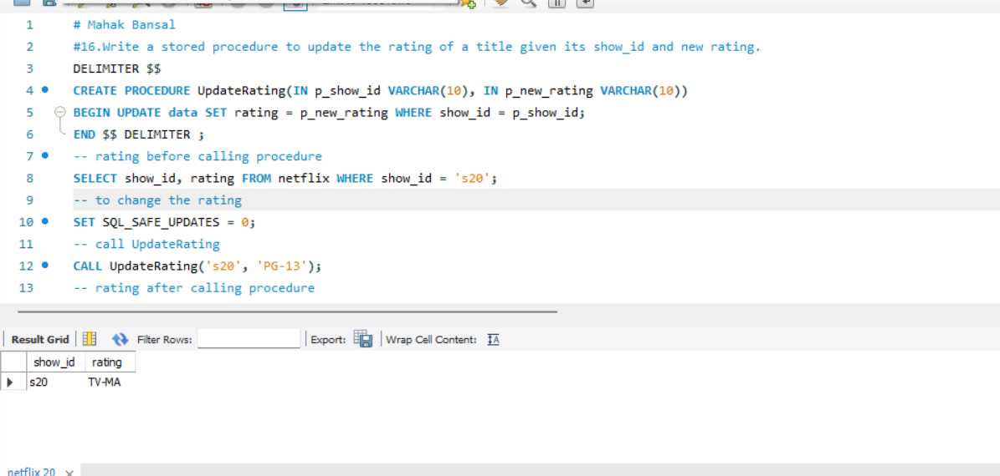 1 # Mahak Bansal
2 #16.Write a stored procedure to update the rating of a title given its show_id and new rating.
3 DELIMITER $$
4 CREATE PROCEDURE UpdateRating(IN p_show_id VARCHAR(10), IN p_new_rating VARCHAR(10))
5 BEGIN UPDATE data SET rating = p_new_rating WHERE show_id = p_show_id;
6 END $$ DELIMITER ;
7 -- rating before calling procedure
8 SELECT show_id, rating FROM netflix WHERE show_id = 's20';
9 -- to change the rating
10 SET SQL_SAFE_UPDATES = 0;
11 -- call UpdateRating
12 CALL UpdateRating('s20', 'PG-13');
13 -- rating after calling procedure
Result Grid Filter Rows: Export: Wrap Cell Content: IA
show_id rating
s20 TV-MA
netflix 20 ×